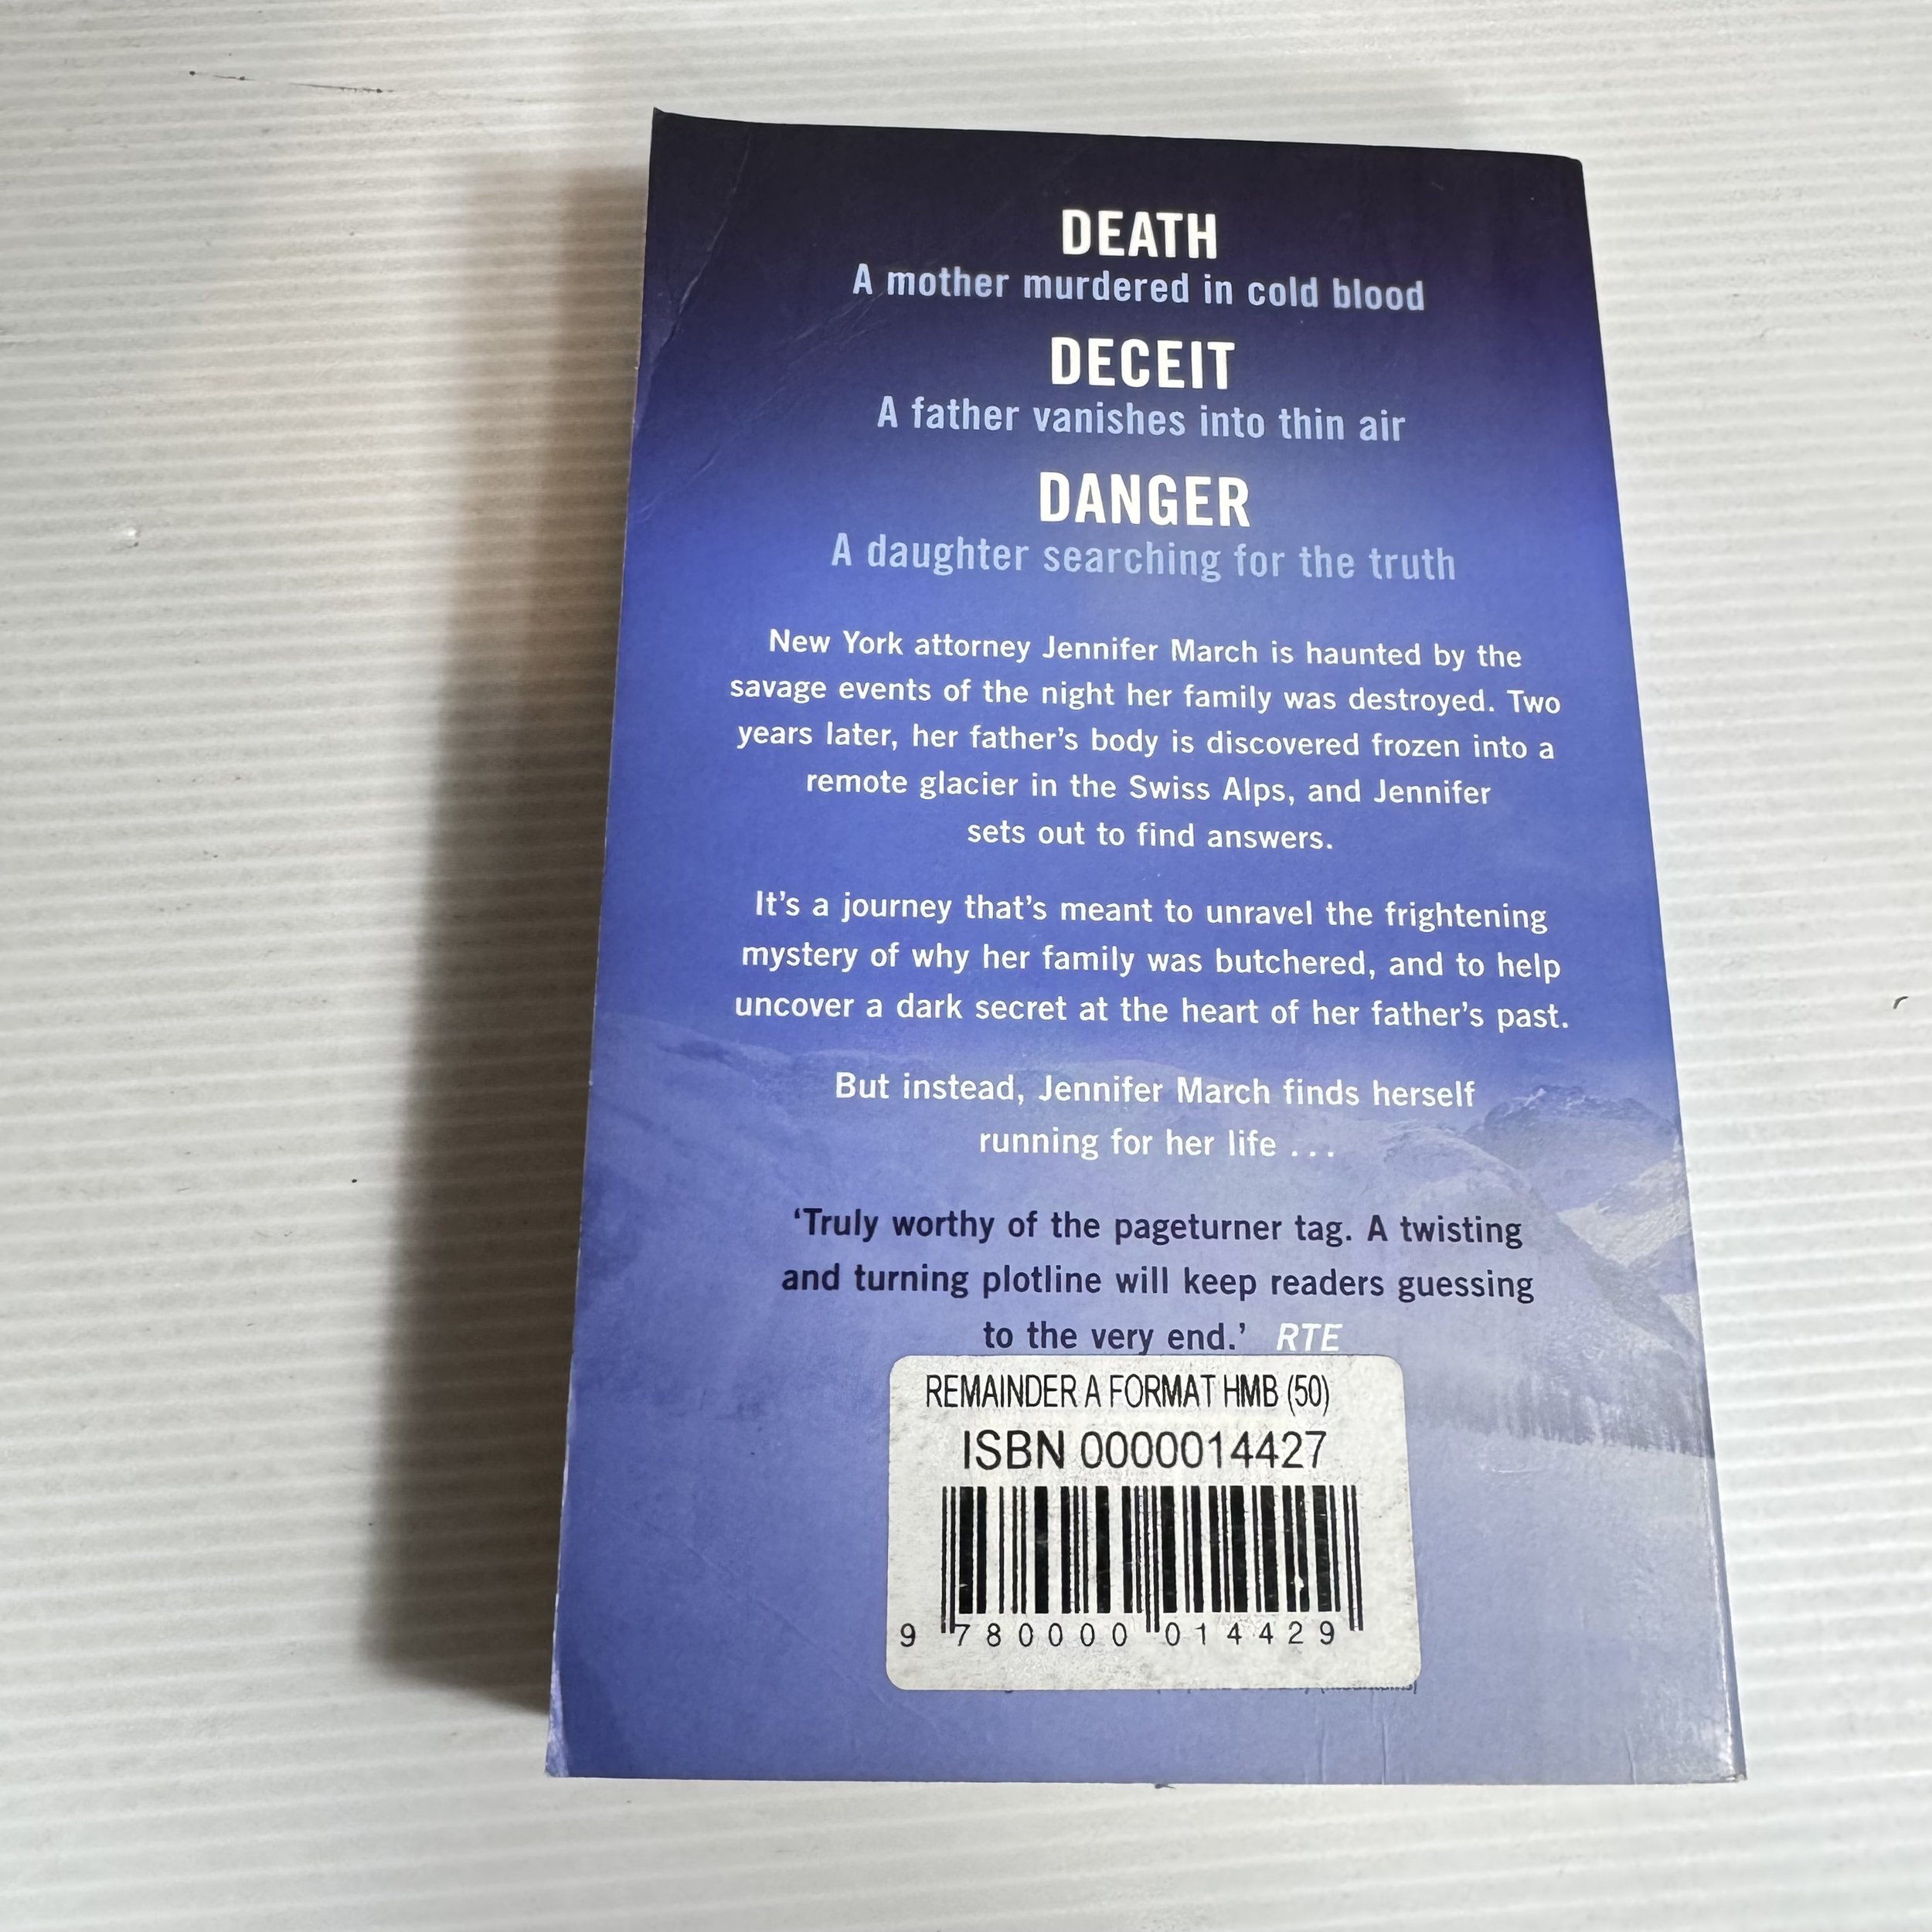 DEATH
A mother murdered in cold blood
DECEIT
A father vanishes into thin air
DANGER
A daughter searching for the truth
New York attorney Jennifer March is haunted by the
savage events of the night her family was destroyed. Two
years later, her father’s body is discovered frozen into a
remote glacier in the Swiss Alps, and Jennifer
sets out to find answers.
It’s a journey that’s meant to unravel the frightening
mystery of why her family was butchered, and to help
uncover a dark secret at the heart of her father’s past.
But instead, Jennifer March finds herself
running for her life ...
‘Truly worthy of the pageturner tag. A twisting
and turning plotline will keep readers guessing
to the very end.’ RTE
REMAINDER A FORMAT HMB (50)
ISBN 0000014427
9 780000 014429